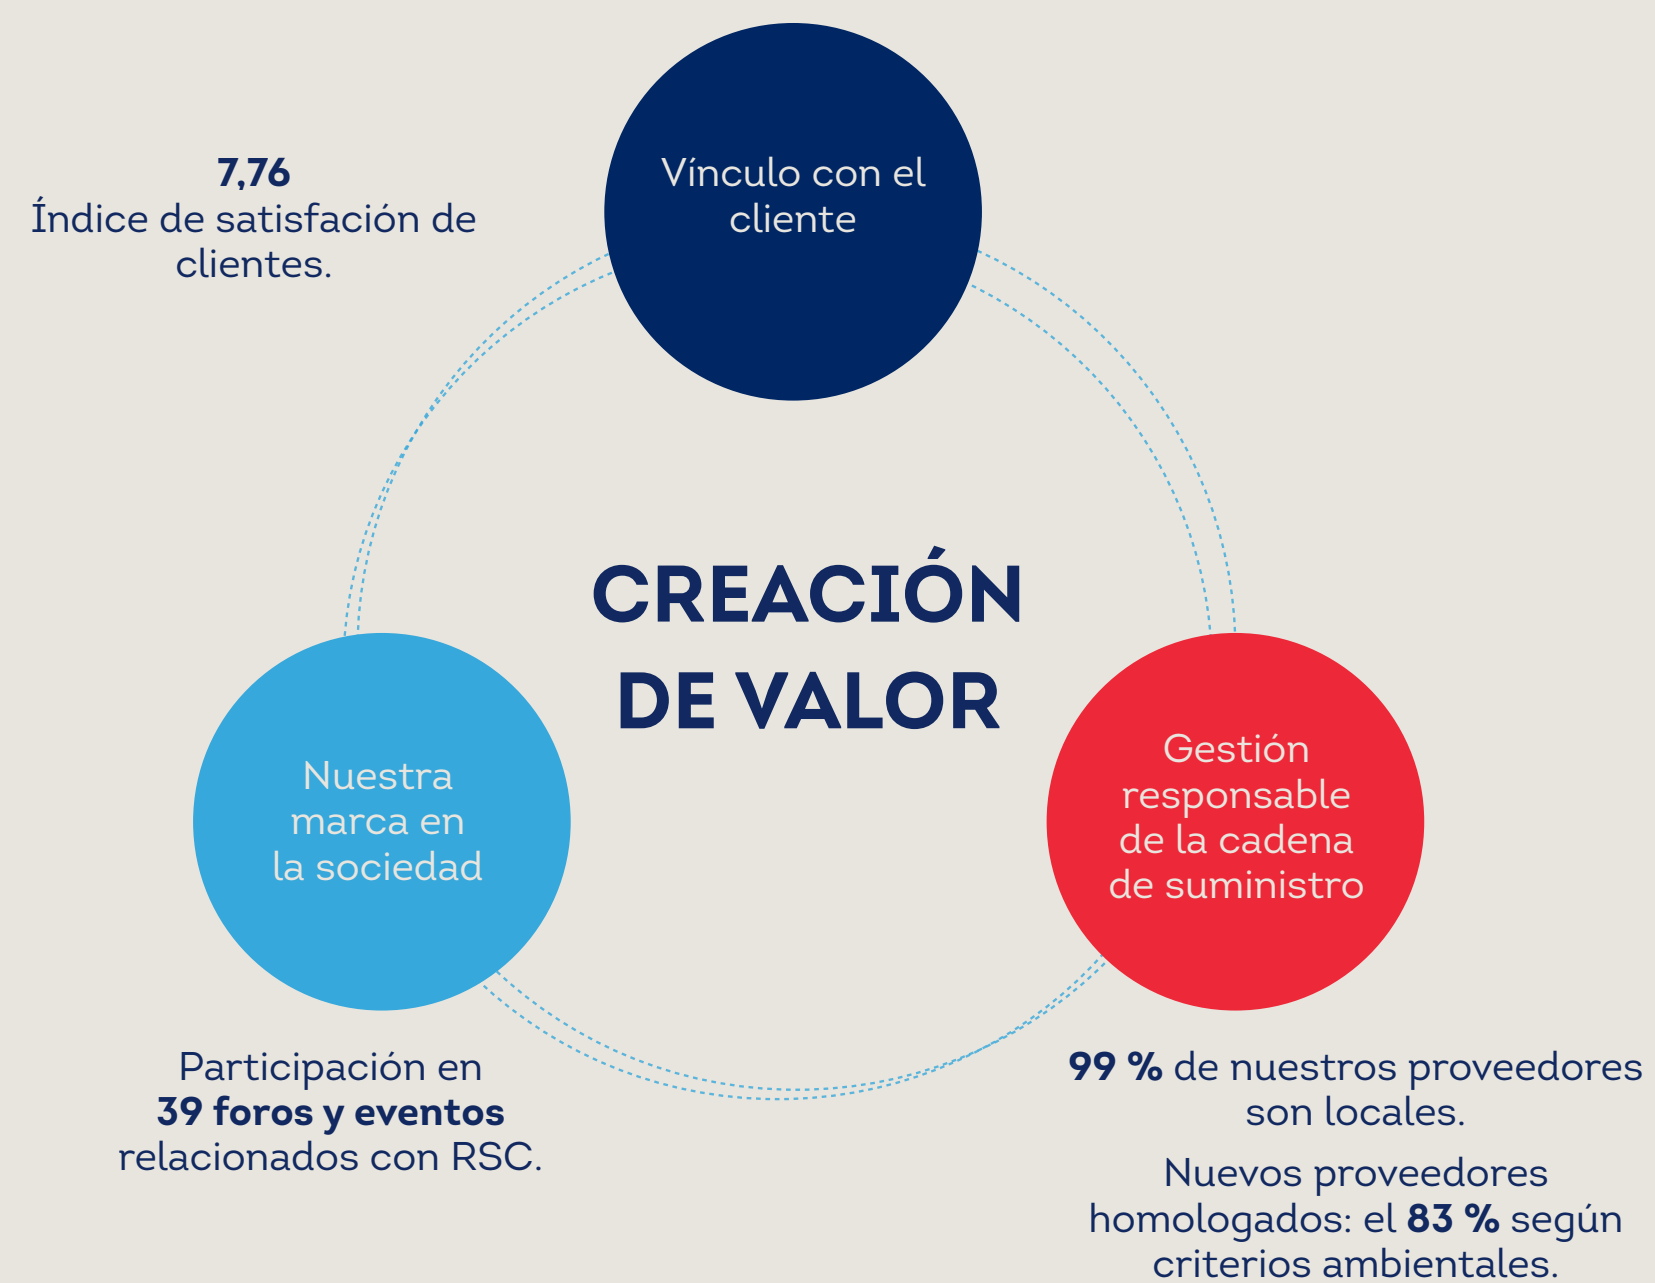 Vínculo con el
cliente
7,76
Índice de satisfación de
clientes.
CREACIÓN
DE VALOR
Nuestra
marca en
la sociedad
Gestión
responsable
de la cadena
de suministro
Participación en
39 foros y eventos
relacionados con RSC.
99 % de nuestros proveedores
son locales.
Nuevos proveedores
homologados: el 83 % según
criterios ambientales.